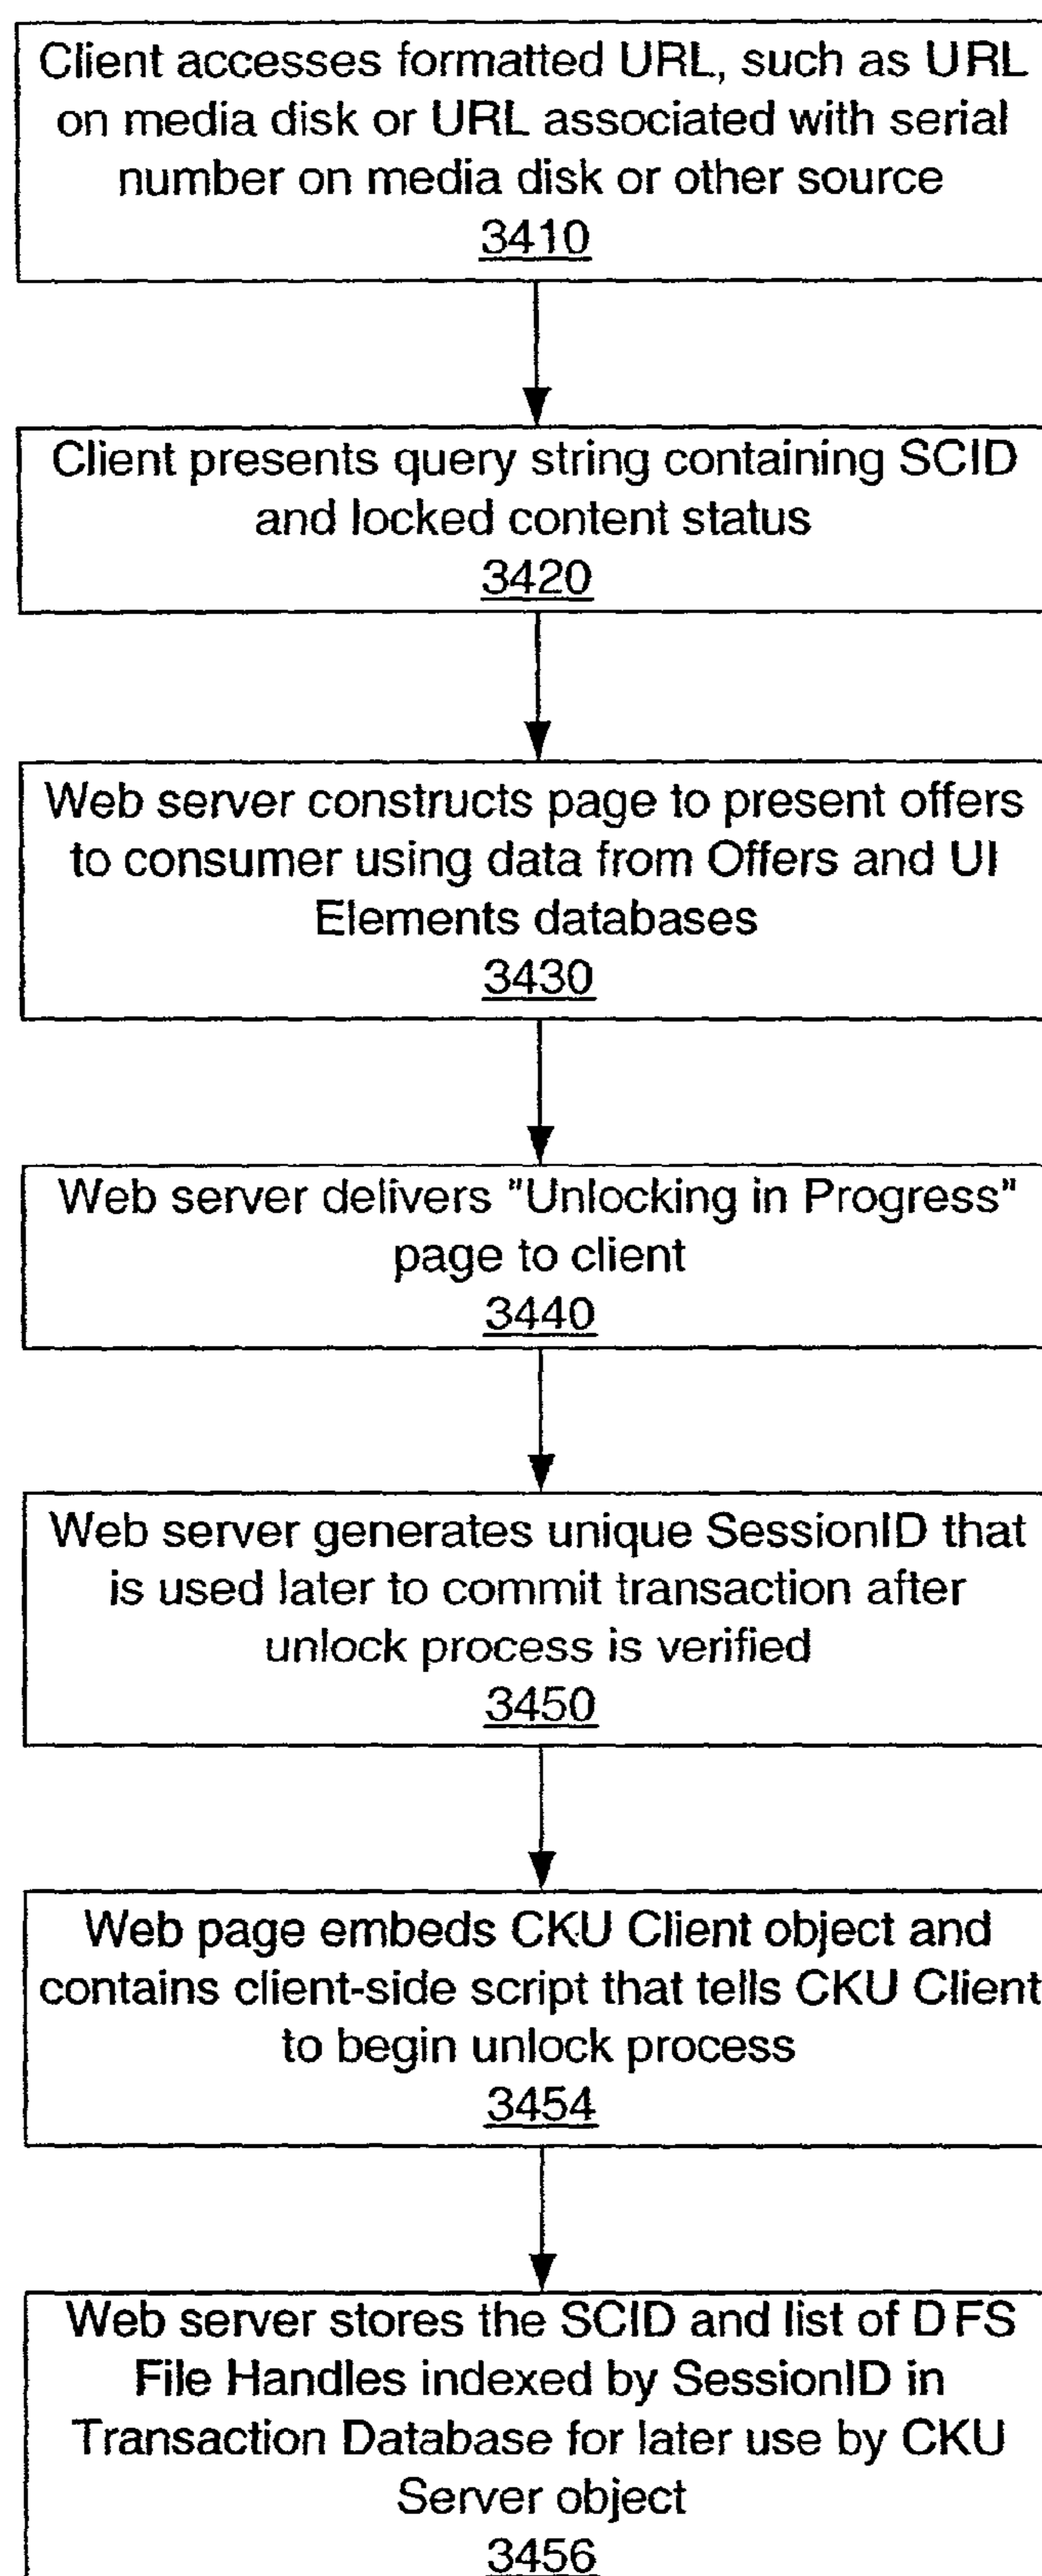 Client accesses formatted URL, such as URL
on media disk or URL associated with serial
number on media disk or other source
3410
Client presents query string containing SCID
and locked content status
3420
Web server constructs page to present offers
to consumer using data from Offers and UI
Elements databases
3430
Web server delivers "Unlocking in Progress"
page to client
3440
Web server generates unique SessionID that
is used later to commit transaction after
unlock process is verified
3450
Web page embeds CKU Client object and
contains client-side script that tells CKU Client
to begin unlock process
3454
Web server stores the SCID and list of DFS
File Handles indexed by SessionID in
Transaction Database for later use by CKU
Server object
3456